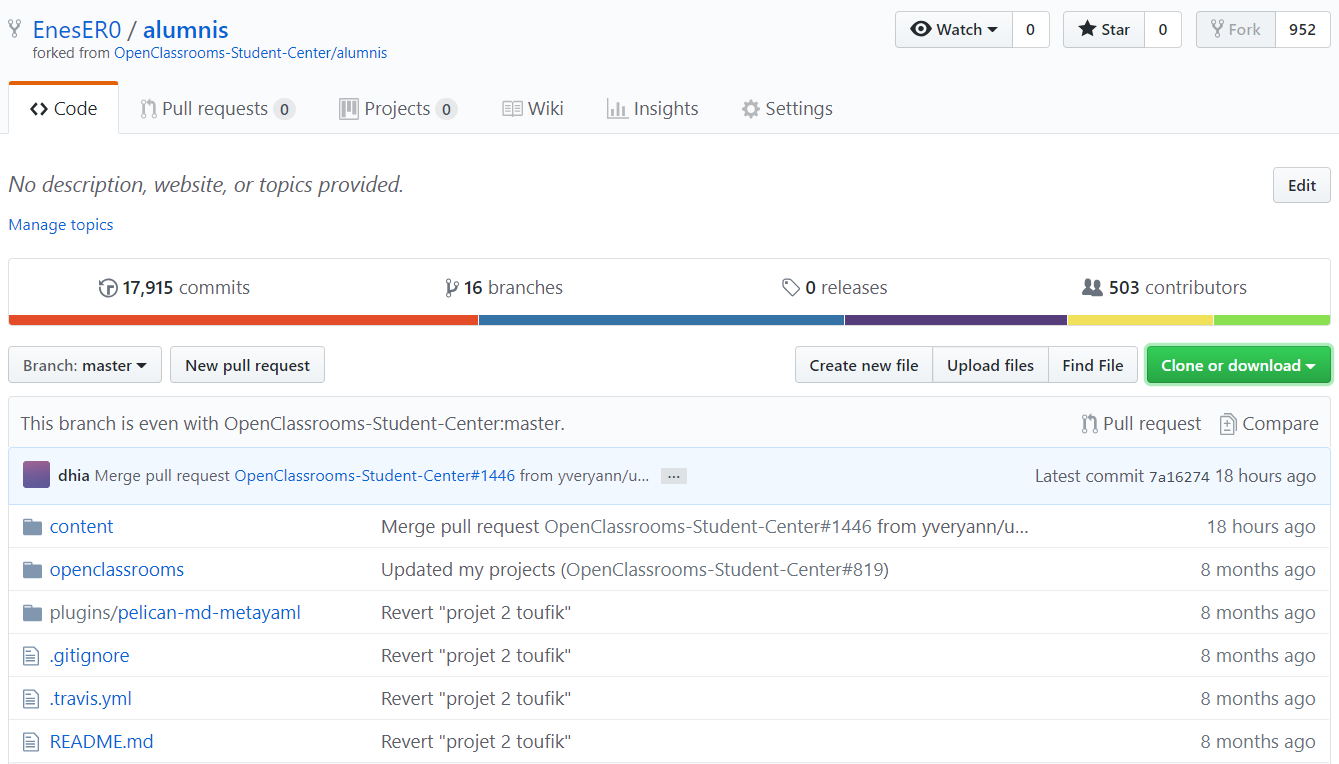 EnesER0 / alumnis
Watch 0 Star 0 Fork 952
forked from OpenClassrooms-Student-Center/alumnis
Code Pull requests 0 Projects 0 Wiki Insights Settings
No description, website, or topics provided.
Edit
Manage topics
17,915 commits 16 branches 0 releases 503 contributors
Branch: master New pull request Create new file Upload files Find File Clone or download
This branch is even with OpenClassrooms-Student-Center:master. Pull request Compare
dhia Merge pull request OpenClassrooms-Student-Center#1446 from yveryann/u... ... Latest commit 7a16274 18 hours ago
content Merge pull request OpenClassrooms-Student-Center#1446 from yveryann/u... 18 hours ago
openclassrooms Updated my projects (OpenClassrooms-Student-Center#819) 8 months ago
plugins/pelican-md-metayaml Revert "projet 2 toufik" 8 months ago
.gitignore Revert "projet 2 toufik" 8 months ago
.travis.yml Revert "projet 2 toufik" 8 months ago
README.md Revert "projet 2 toufik" 8 months ago